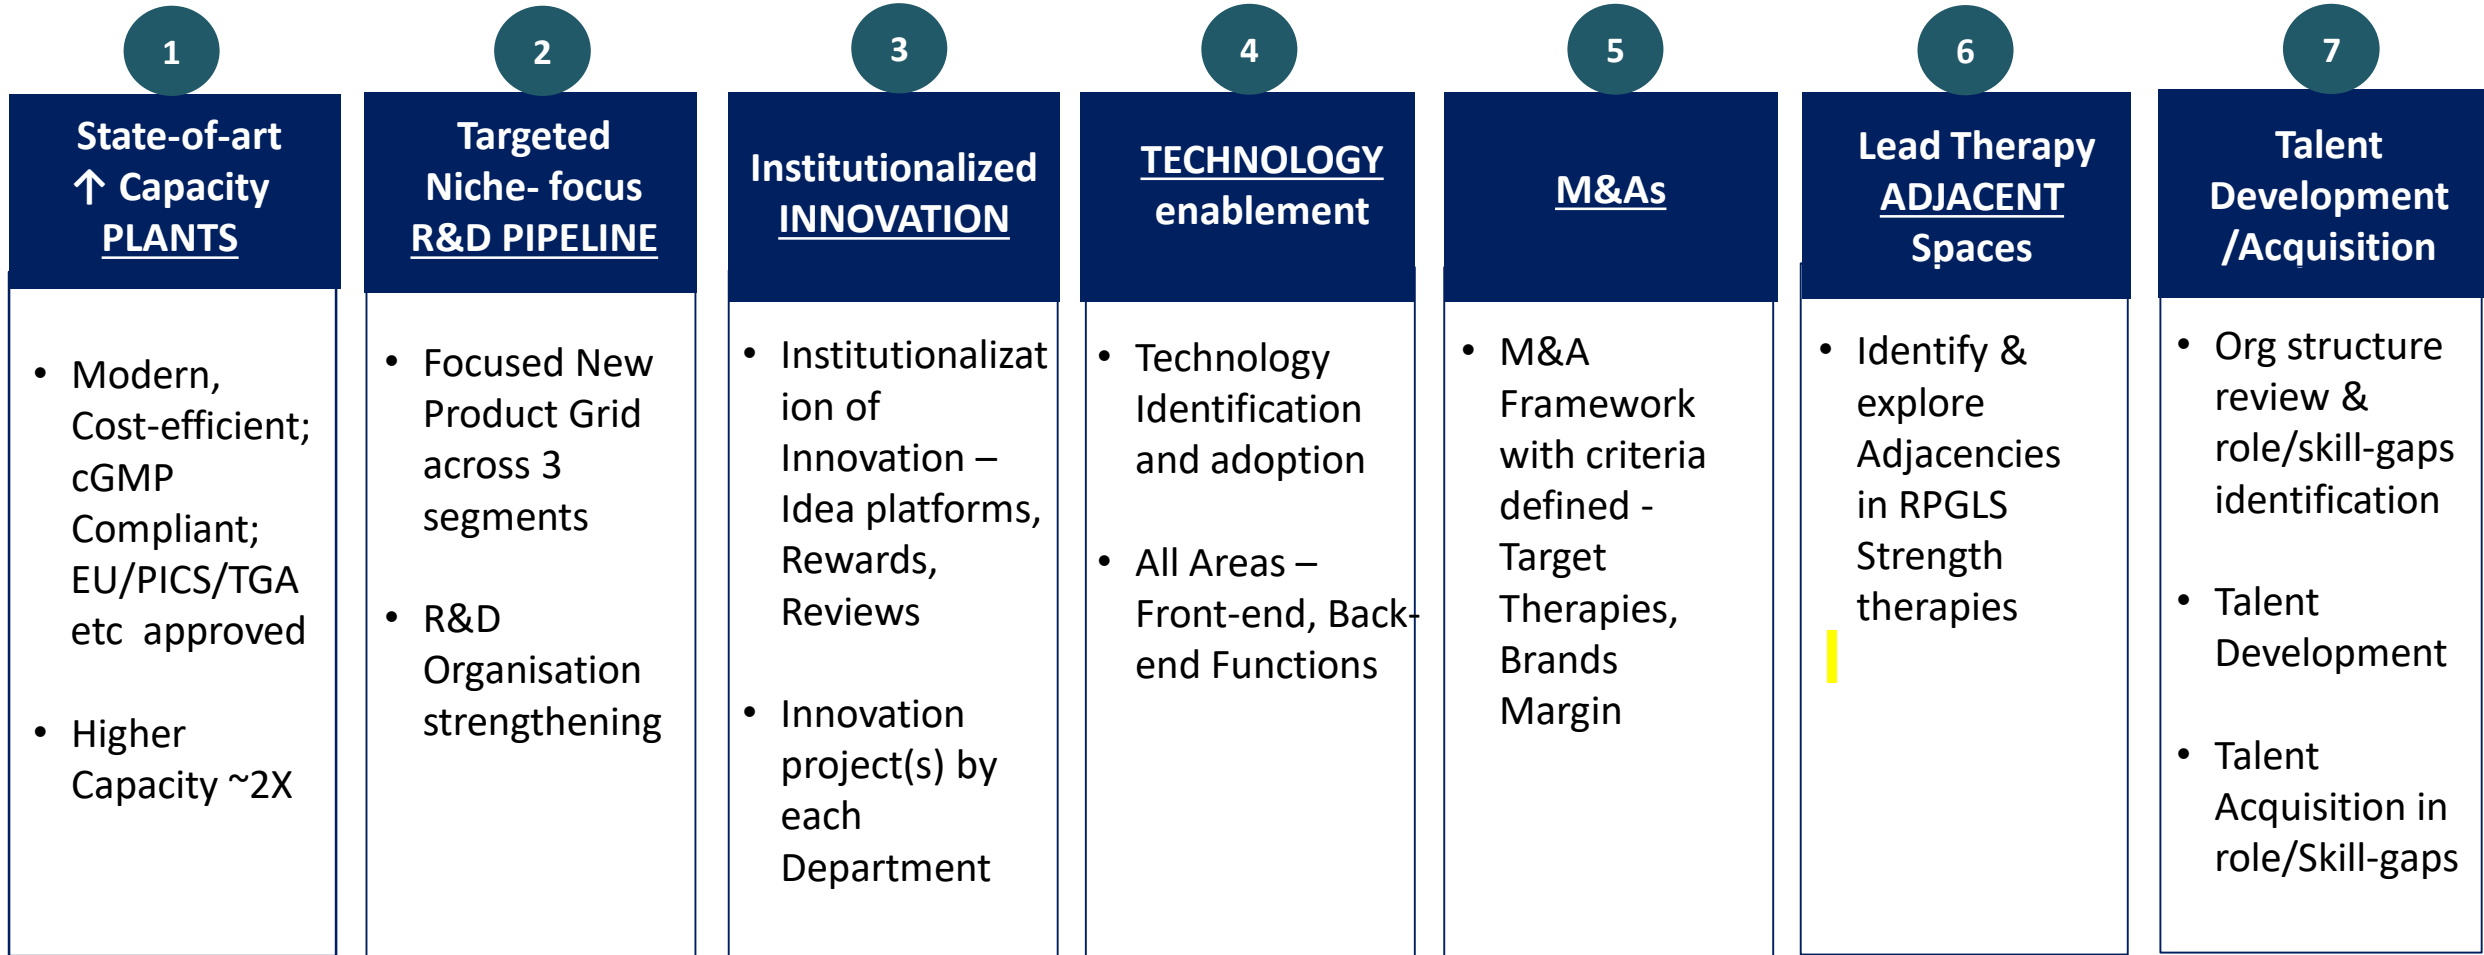 1
State-of-art
↑ Capacity
PLANTS
• Modern,
Cost-efficient;
cGMP
Compliant;
EU/PICS/TGA
etc  approved
• Higher
Capacity ~2X
2
Targeted
Niche- focus
R&D PIPELINE
• Focused New
Product Grid
across 3
segments
• R&D
Organisation
strengthening
3
Institutionalized
INNOVATION
• Institutionalizat
ion of
Innovation –
Idea platforms,
Rewards,
Reviews
• Innovation
project(s) by
each
Department
4
TECHNOLOGY
enablement
• Technology
Identification
and adoption
• All Areas –
Front-end, Back-
end Functions
5
M&As
• M&A
Framework
with criteria
defined -
Target
Therapies,
Brands
Margin
6
Lead Therapy
ADJACENT
Spaces
• Identify &
explore
Adjacencies
in RPGLS
Strength
therapies
7
Talent
Development
/Acquisition
• Org structure
review &
role/skill-gaps
identification
• Talent
Development
• Talent
Acquisition in
role/Skill-gaps